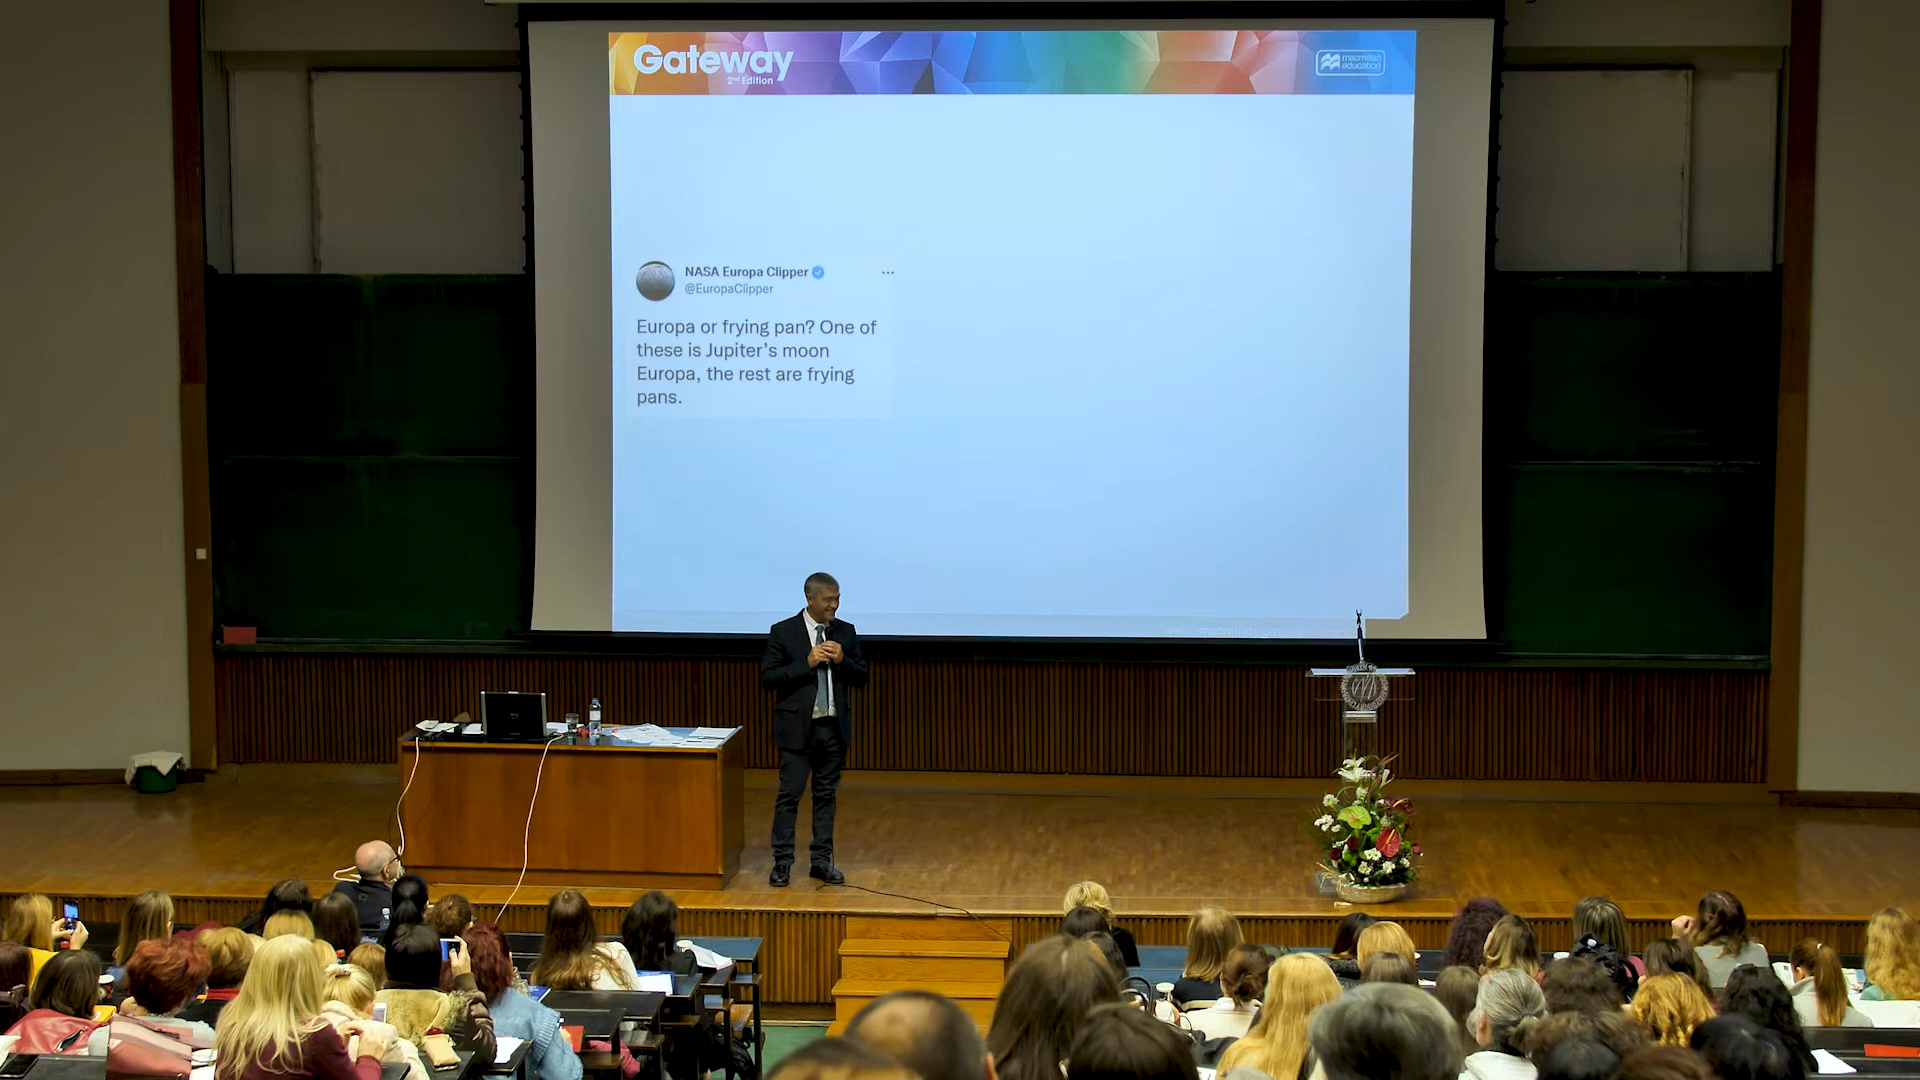 Gateway
2nd Edition
macmillan
education
NASA Europa Clipper
@EuropaClipper
Europa or frying pan? One of
these is Jupiter's moon
Europa, the rest are frying
pans.